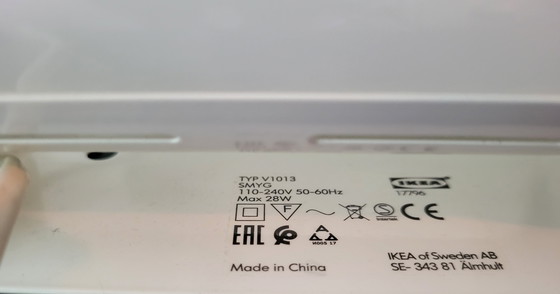 TYP V1013
SMYG
110-240V 50-60Hz
Max 28W
IKEA
17796
F
S
CE
EAC
Made in China
IKEA of Sweden AB
SE- 343 81 Älmhult